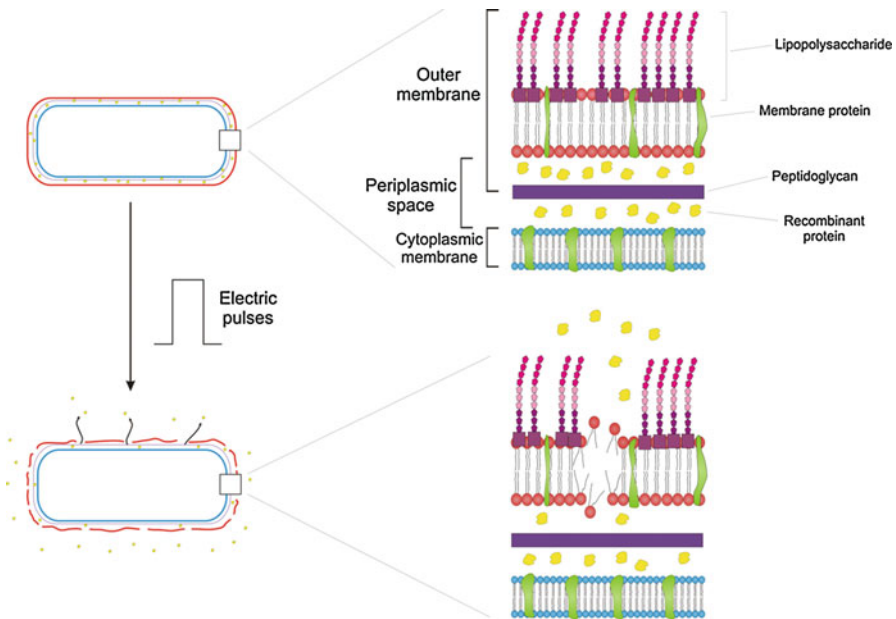 Lipopolysaccharide
Outer
membrane
Membrane protein
Periplasmic
space
Peptidoglycan
Recombinant
protein
Cytoplasmic
membrane
Electric
pulses